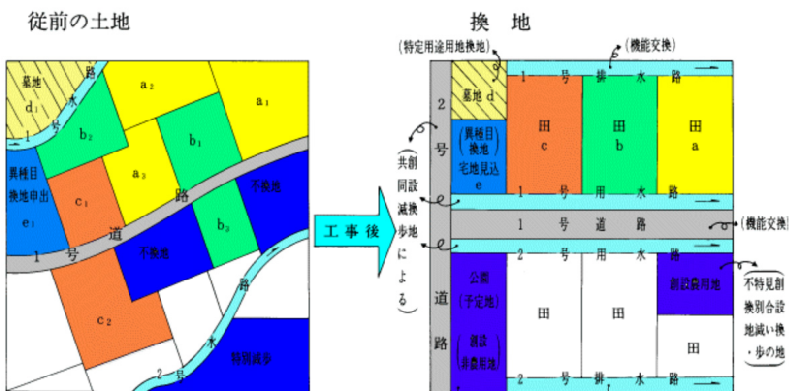 従前の土地
墓地
d₁
1号水路
a₂
a₁
b₂
b₁
a₃
異種目
換地申出
e₁
c₁
1号道路
不換地
b₃
不換地
c₂
2号水路
特別減歩
工事後
換地
(特定用途用地換地)
(機能交換)
1号排水路
墓地 d
(異種目
換地)
宅地見込
e
田
c
田
b
田
a
2号道路
1号用水路
1号道路
(機能交換)
2号用水路
(共同減歩による
創設換地)
公園
(予定地)
(創設
非農用地)
田
田
創設農用地
田
2号排水路
(不換地・
特別減歩の
見合い
創設換地)